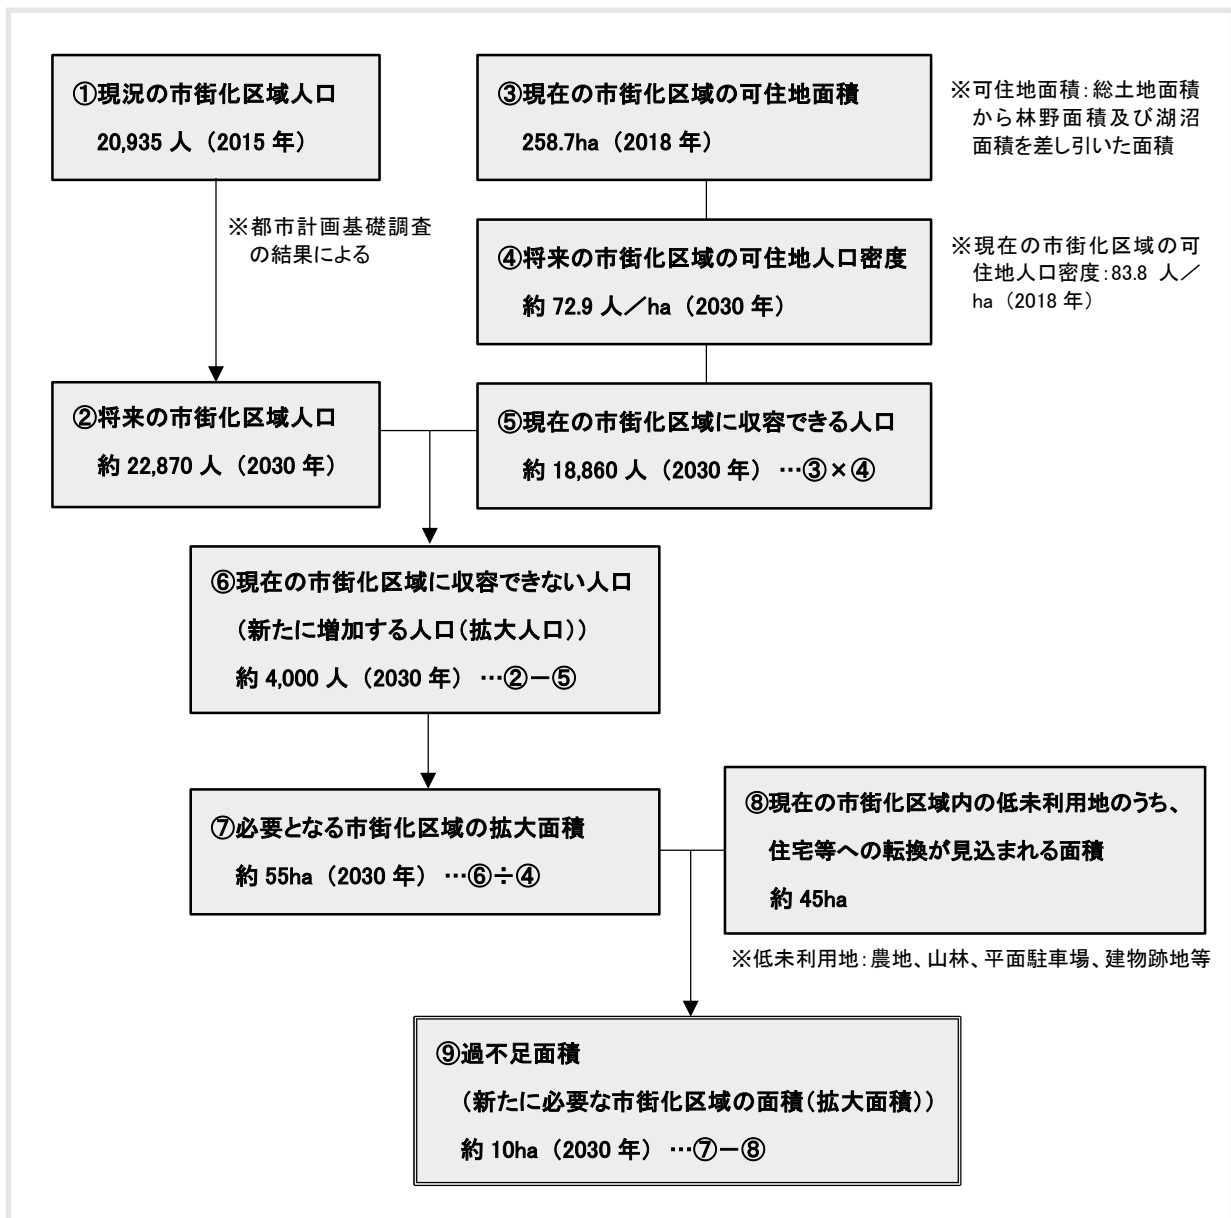 ①現況の市街化区域人口
20,935 人（2015 年）
※都市計画基礎調査
の結果による
②将来の市街化区域人口
約 22,870 人（2030 年）
③現在の市街化区域の可住地面積
258.7ha（2018 年）
※可住地面積：総土地面積
から林野面積及び湖沼
面積を差し引いた面積
④将来の市街化区域の可住地人口密度
約 72.9 人／ha（2030 年）
※現在の市街化区域の可
住地人口密度：83.8 人／
ha（2018 年）
⑤現在の市街化区域に収容できる人口
約 18,860 人（2030 年） …③×④
⑥現在の市街化区域に収容できない人口
（新たに増加する人口（拡大人口））
約 4,000 人（2030 年） …②－⑤
⑦必要となる市街化区域の拡大面積
約 55ha（2030 年） …⑥÷④
⑧現在の市街化区域内の低未利用地のうち、
住宅等への転換が見込まれる面積
約 45ha
※低未利用地：農地、山林、平面駐車場、建物跡地等
⑨過不足面積
（新たに必要な市街化区域の面積（拡大面積））
約 10ha（2030 年） …⑦－⑧